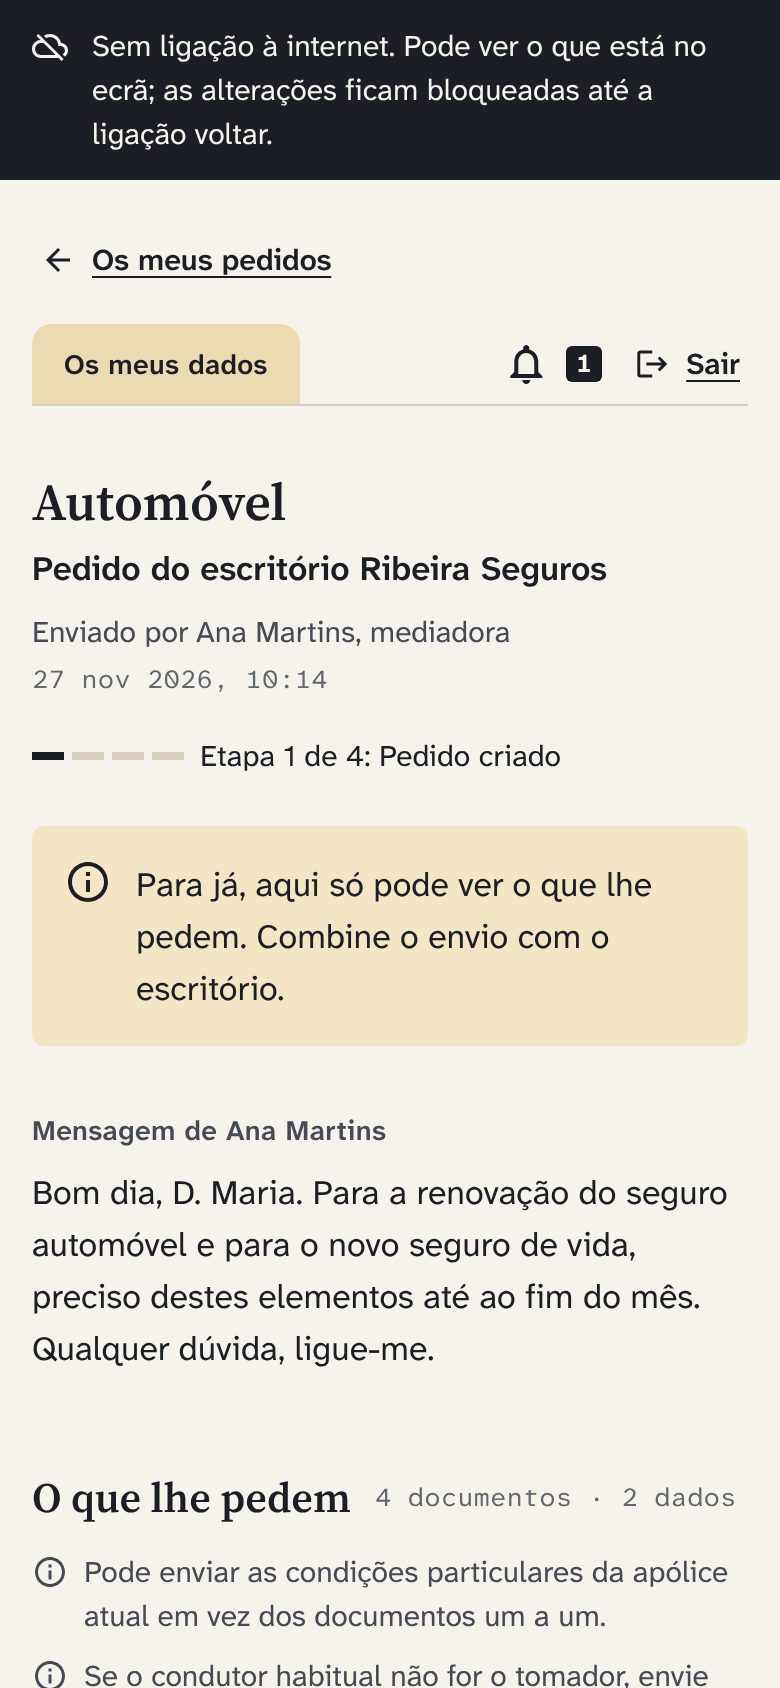 Sem ligação à internet. Pode ver o que está no
ecrã; as alterações ficam bloqueadas até a
ligação voltar.
Os meus pedidos
Os meus dados
1
Sair
Automóvel
Pedido do escritório Ribeira Seguros
Enviado por Ana Martins, mediadora
27 nov 2026, 10:14
Etapa 1 de 4: Pedido criado
Para já, aqui só pode ver o que lhe
pedem. Combine o envio com o
escritório.
Mensagem de Ana Martins
Bom dia, D. Maria. Para a renovação do seguro
automóvel e para o novo seguro de vida,
preciso destes elementos até ao fim do mês.
Qualquer dúvida, ligue-me.
O que lhe pedem 4 documentos · 2 dados
Pode enviar as condições particulares da apólice
atual em vez dos documentos um a um.
Se o condutor habitual não for o tomador, envie